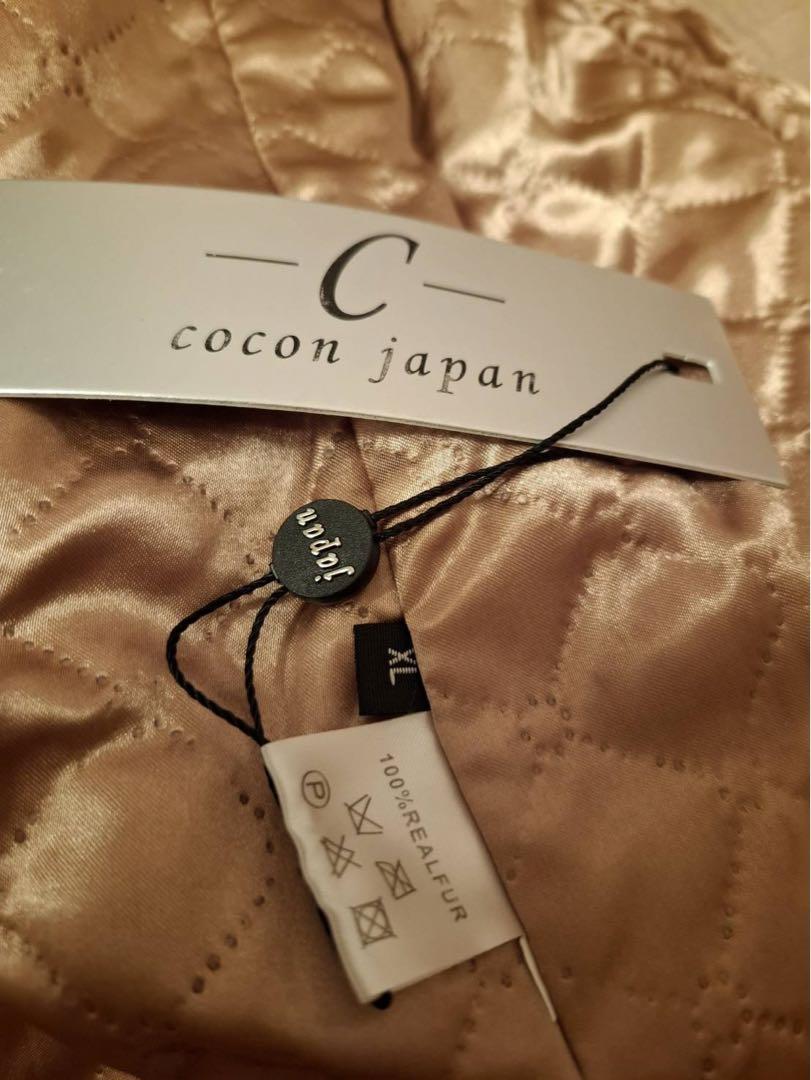 C
cocon japan
japan
XL
100%REALFUR
P